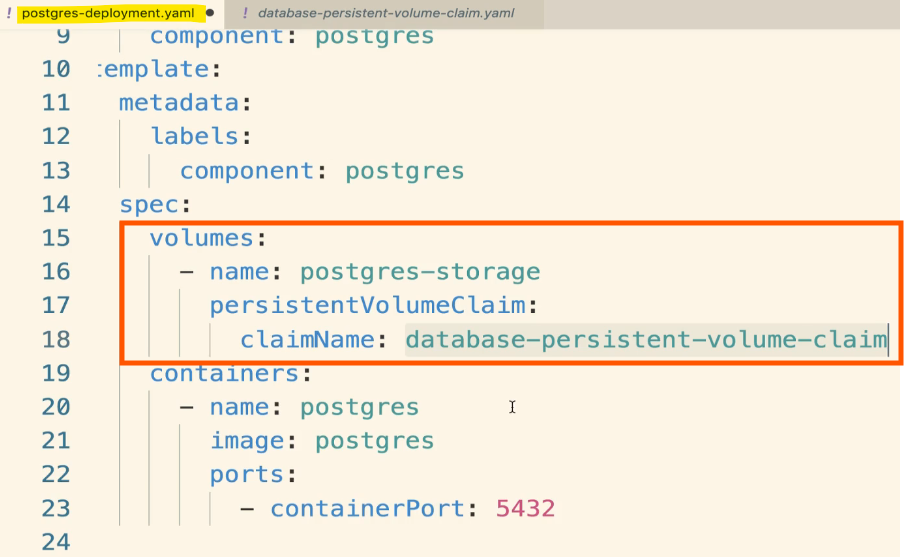 ! postgres-deployment.yaml ● ! database-persistent-volume-claim.yaml
9 component: postgres
10 template:
11 metadata:
12 labels:
13 component: postgres
14 spec:
15 volumes:
16 - name: postgres-storage
17 persistentVolumeClaim:
18 claimName: database-persistent-volume-claim
19 containers:
20 - name: postgres
21 image: postgres
22 ports:
23 - containerPort: 5432
24